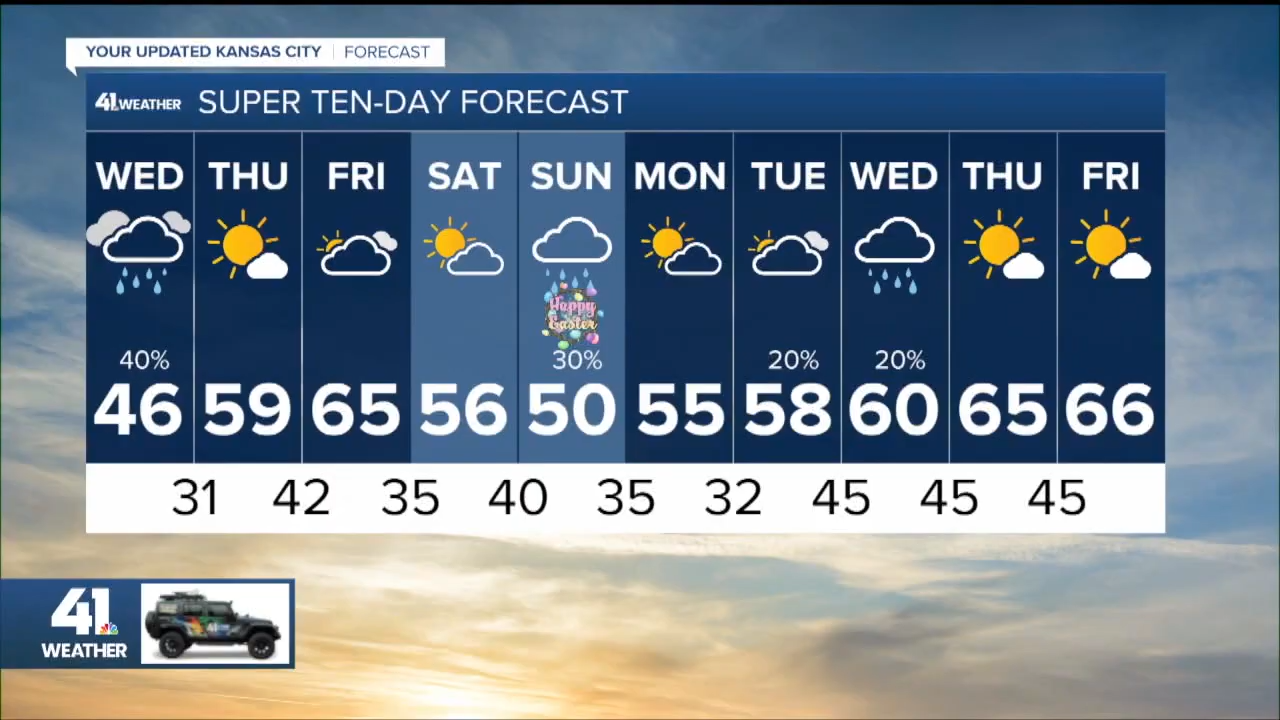 YOUR UPDATED KANSAS CITY | FORECAST
41 WEATHER SUPER TEN-DAY FORECAST
WED THU FRI SAT SUN MON TUE WED THU FRI
Happy
Easter
40% 30% 20% 20%
46 59 65 56 50 55 58 60 65 66
31 42 35 40 35 32 45 45 45
41
WEATHER
41